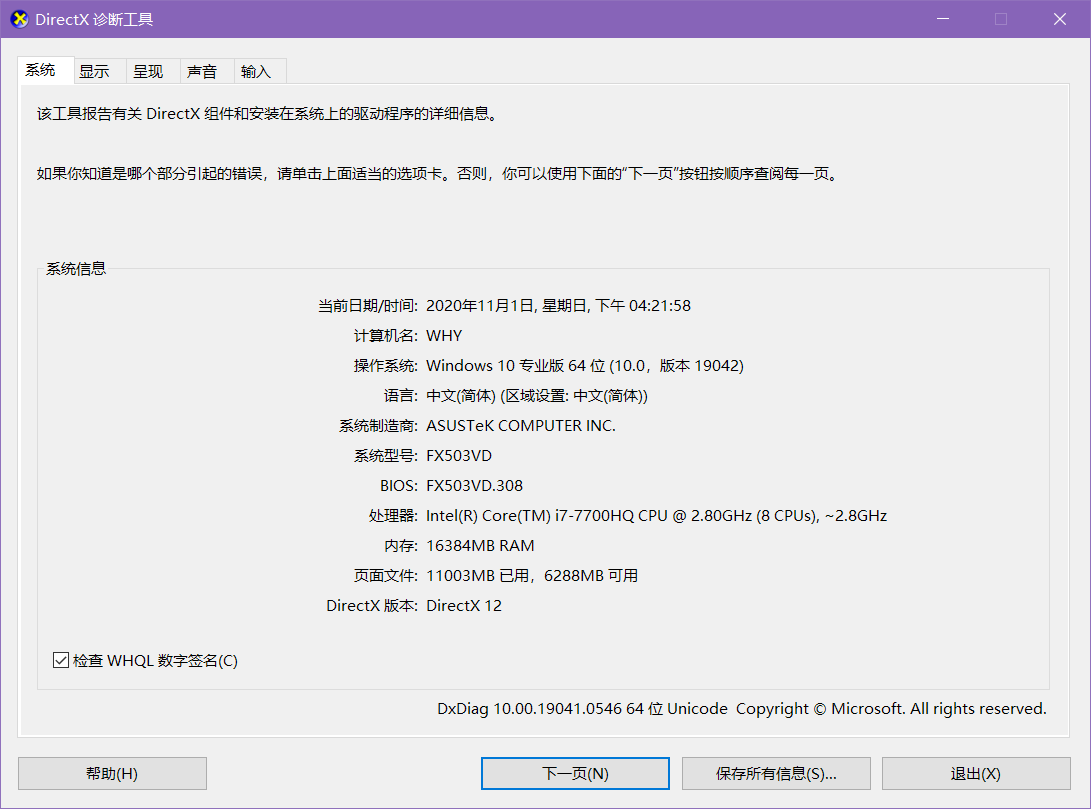 DirectX 诊断工具
系统 显示 呈现 声音 输入
该工具报告有关 DirectX 组件和安装在系统上的驱动程序的详细信息。
如果你知道是哪个部分引起的错误，请单击上面适当的选项卡。否则，你可以使用下面的“下一页”按钮按顺序查阅每一页。
系统信息
当前日期/时间: 2020年11月1日, 星期日, 下午 04:21:58
计算机名: WHY
操作系统: Windows 10 专业版 64 位 (10.0，版本 19042)
语言: 中文(简体) (区域设置: 中文(简体))
系统制造商: ASUSTeK COMPUTER INC.
系统型号: FX503VD
BIOS: FX503VD.308
处理器: Intel(R) Core(TM) i7-7700HQ CPU @ 2.80GHz (8 CPUs), ~2.8GHz
内存: 16384MB RAM
页面文件: 11003MB 已用，6288MB 可用
DirectX 版本: DirectX 12
检查 WHQL 数字签名(C)
DxDiag 10.00.19041.0546 64 位 Unicode Copyright © Microsoft. All rights reserved.
帮助(H) 下一页(N) 保存所有信息(S)... 退出(X)